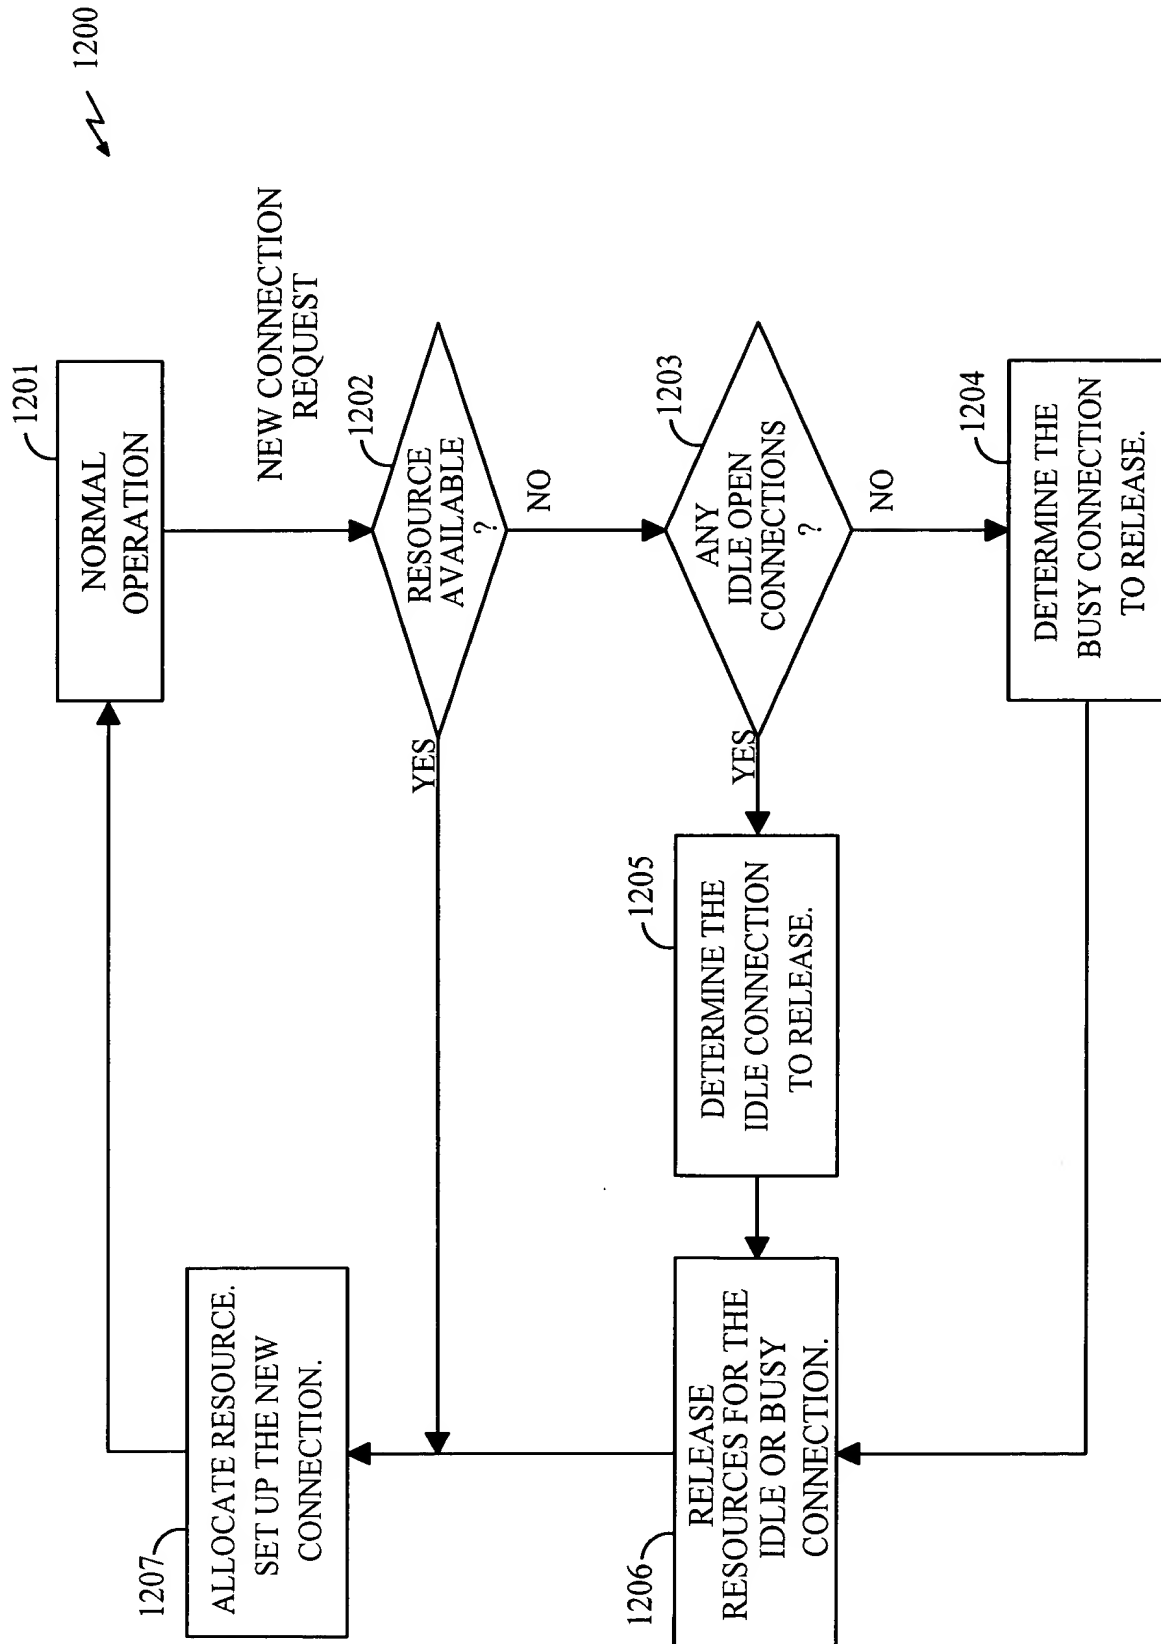 1200
1201
NORMAL
OPERATION
NEW CONNECTION
REQUEST
1202
RESOURCE
AVAILABLE
?
YES
NO
1203
ANY
IDLE OPEN
CONNECTIONS
?
YES
NO
1204
DETERMINE THE
BUSY CONNECTION
TO RELEASE.
1205
DETERMINE THE
IDLE CONNECTION
TO RELEASE.
1206
RELEASE
RESOURCES FOR THE
IDLE OR BUSY
CONNECTION.
1207
ALLOCATE RESOURCE.
SET UP THE NEW
CONNECTION.